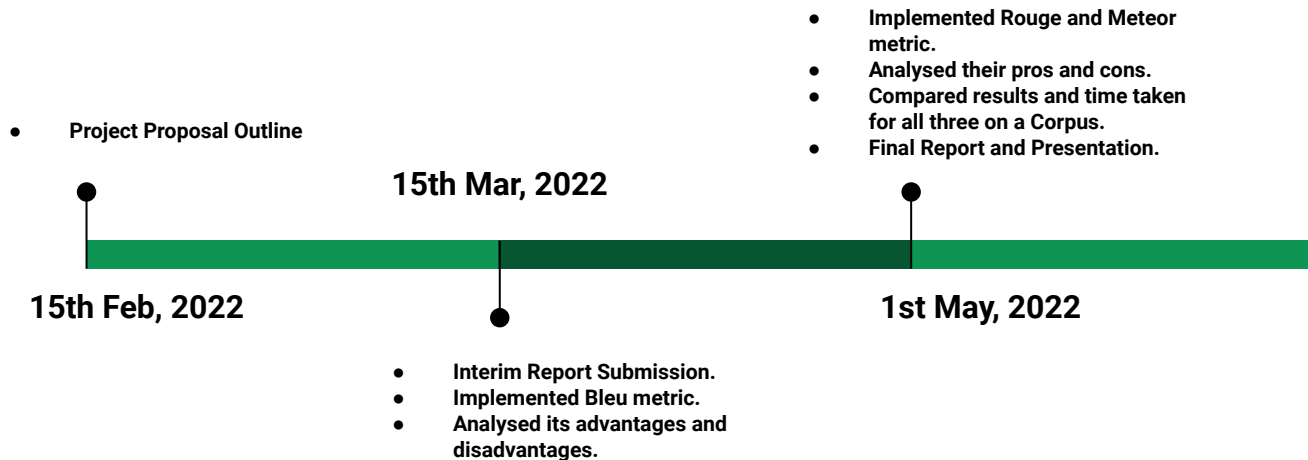 ● Project Proposal Outline
15th Feb, 2022
15th Mar, 2022
● Interim Report Submission.
● Implemented Bleu metric.
● Analysed its advantages and
disadvantages.
● Implemented Rouge and Meteor
metric.
● Analysed their pros and cons.
● Compared results and time taken
for all three on a Corpus.
● Final Report and Presentation.
1st May, 2022